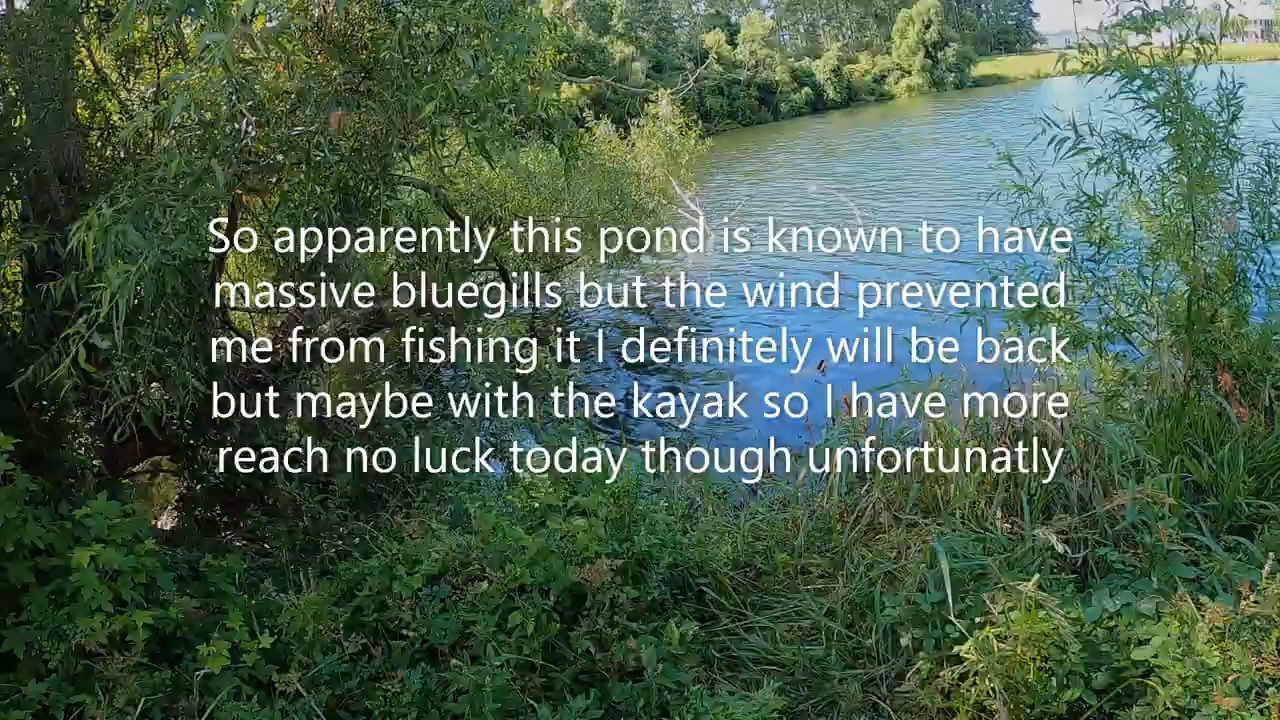 So apparently this pond is known to have
massive bluegills but the wind prevented
me from fishing it I definitely will be back
but maybe with the kayak so I have more
reach no luck today though unfortunatly